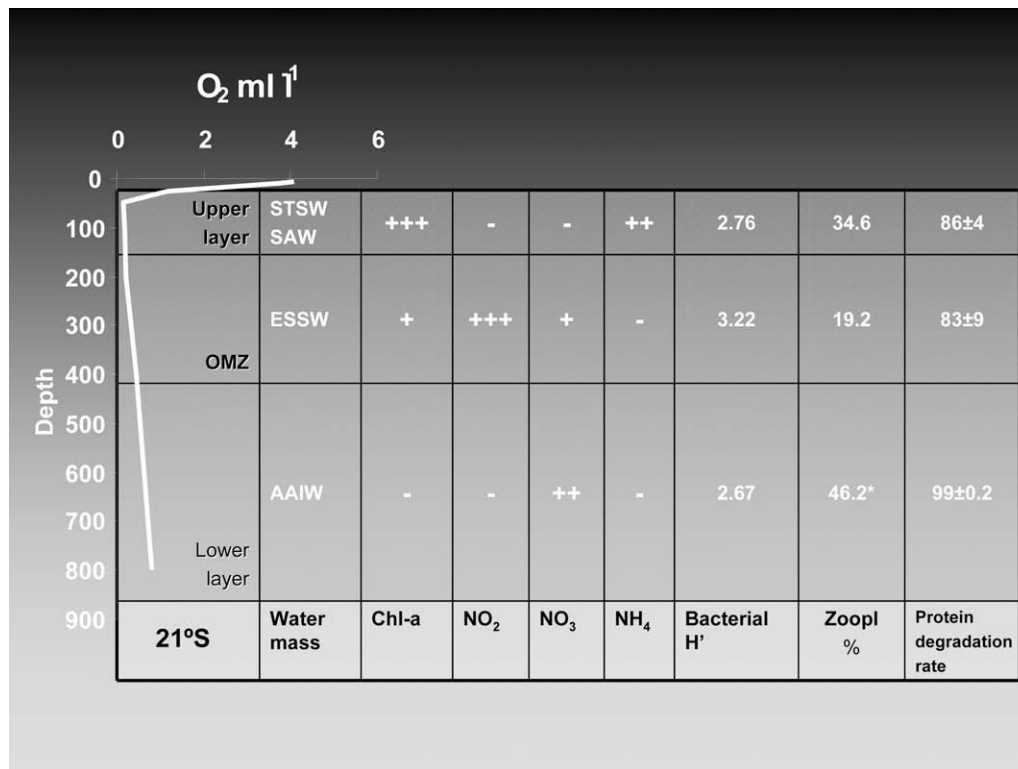 O₂ ml l¹
0 2 4 6
0
100
200
300
400
500
600
700
800
900
Depth
Upper layer STSW SAW +++ - - ++ 2.76 34.6 86±4
OMZ ESSW + +++ + - 3.22 19.2 83±9
Lower layer AAIW - - ++ - 2.67 46.2* 99±0.2
21ºS Water mass Chl-a NO₂ NO₃ NH₄ Bacterial H’ Zoopl % Protein degradation rate